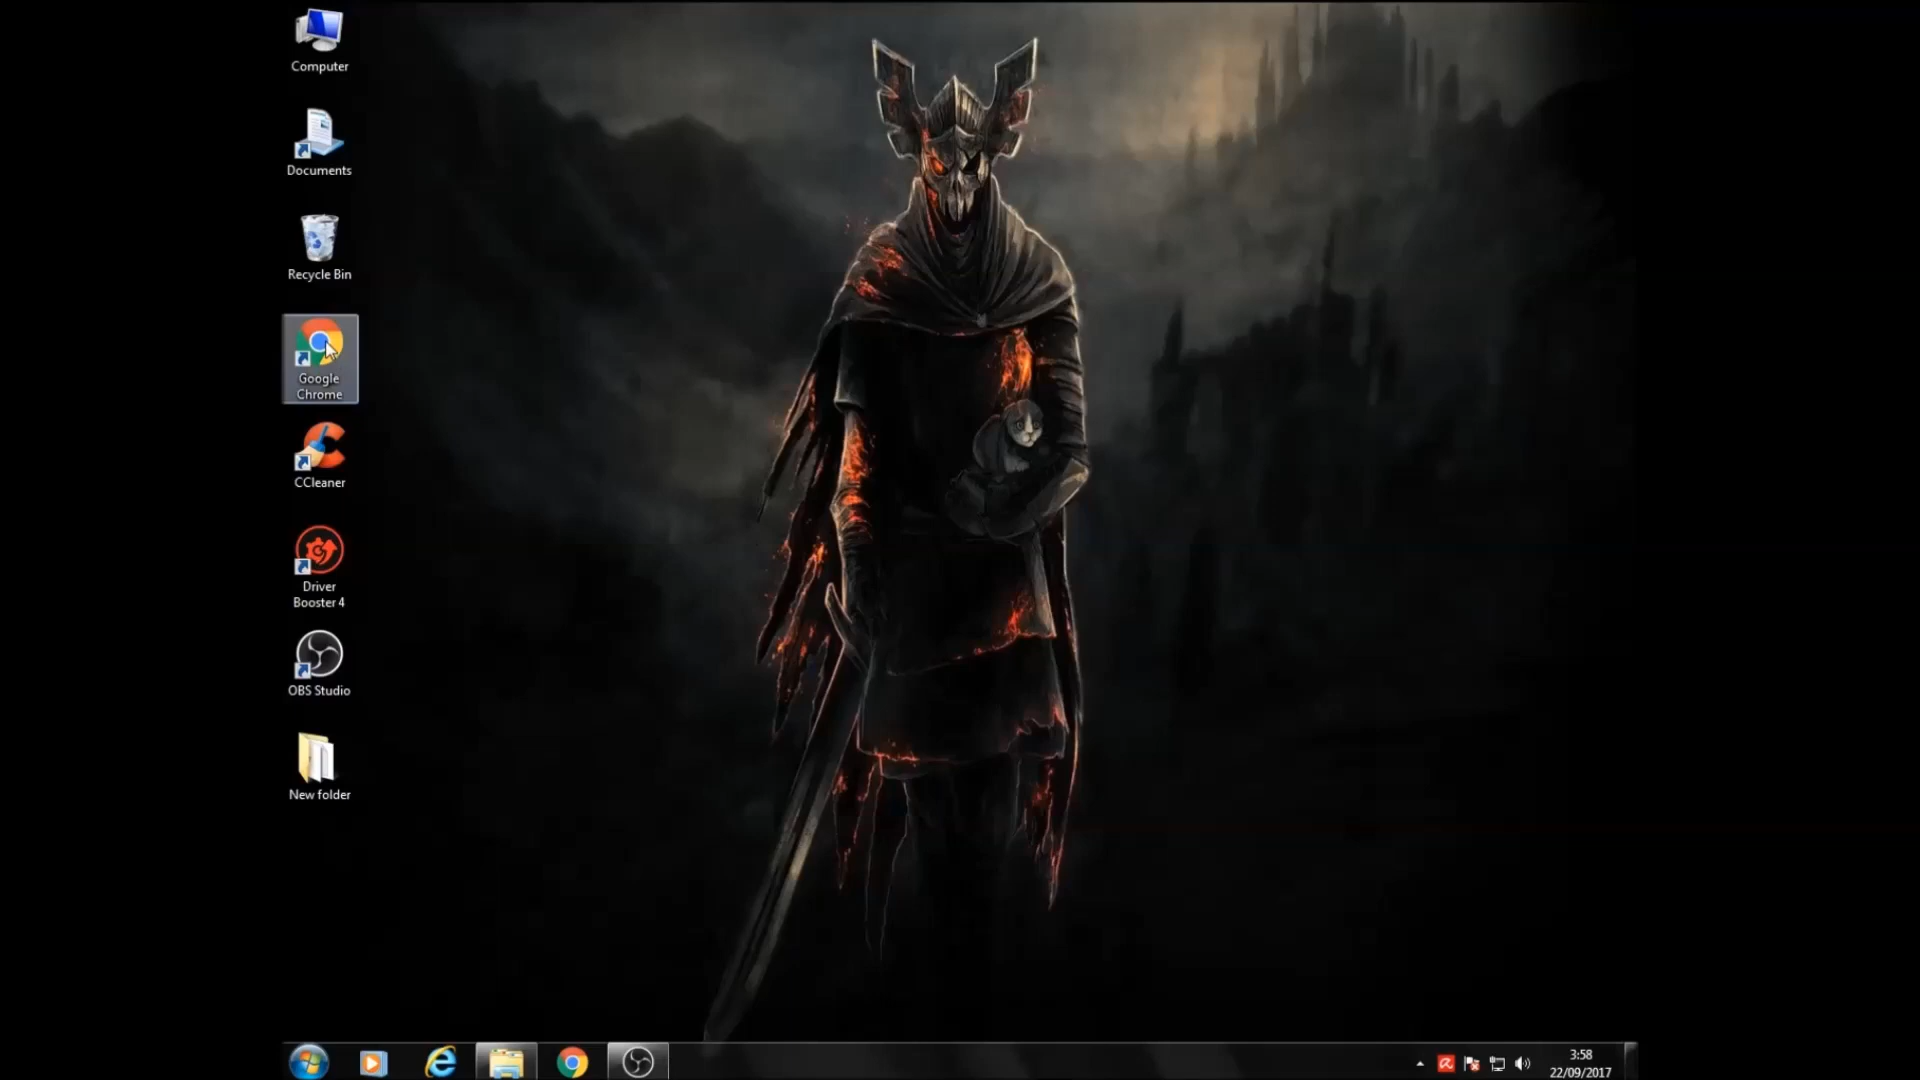 Computer
Documents
Recycle Bin
Google
Chrome
CCleaner
Driver
Booster 4
OBS Studio
New folder
3:58
22/09/2017